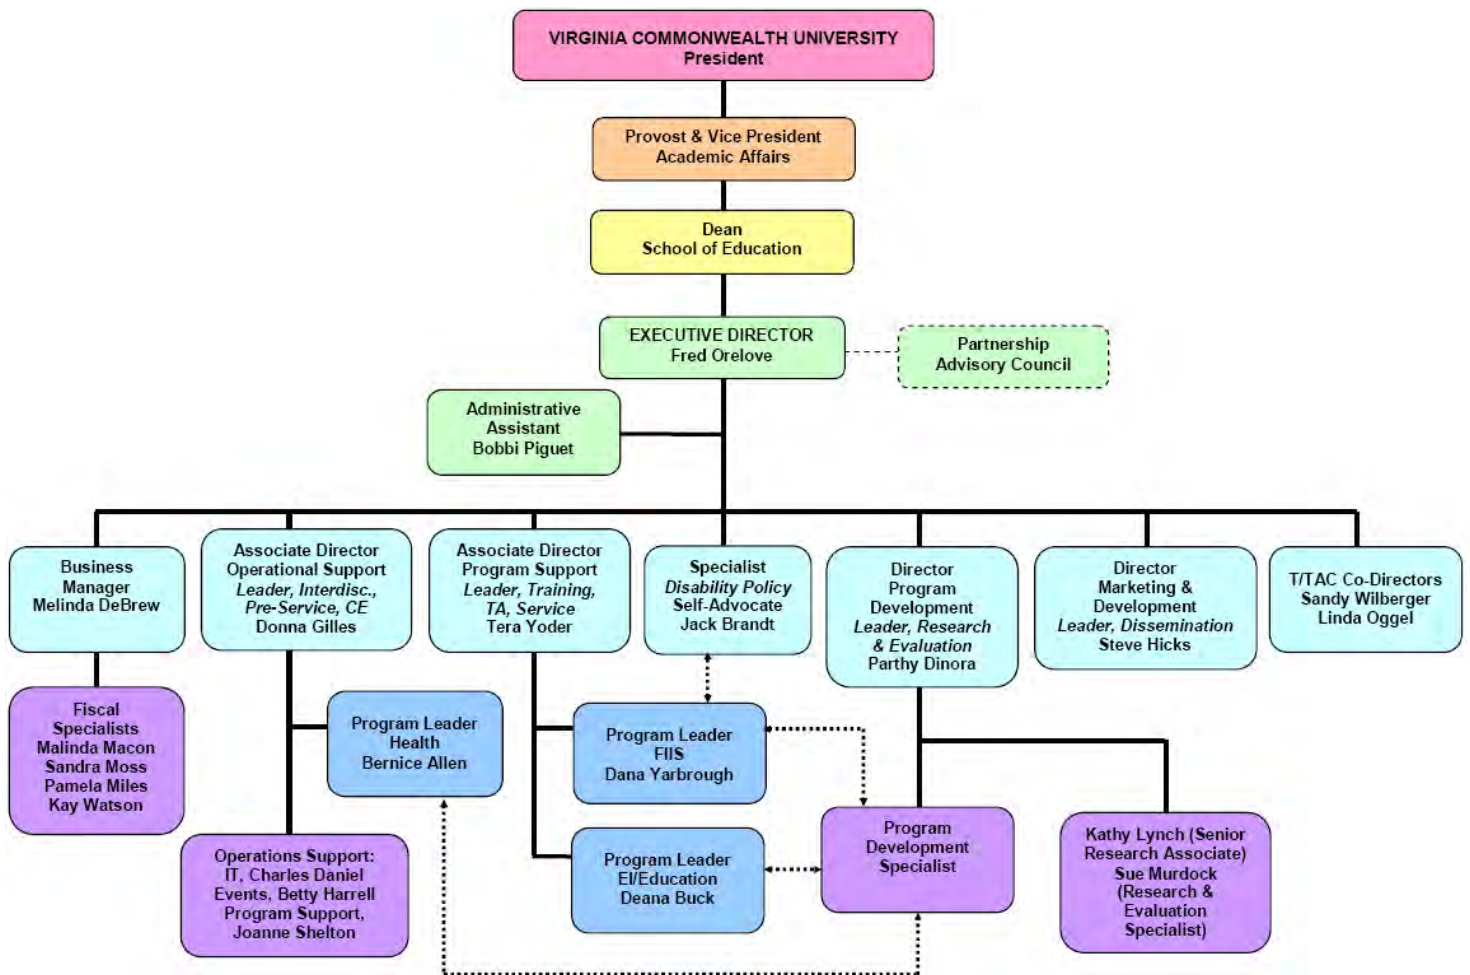 VIRGINIA COMMONWEALTH UNIVERSITY
President
Provost & Vice President
Academic Affairs
Dean
School of Education
EXECUTIVE DIRECTOR
Fred Orelove
Partnership
Advisory Council
Administrative
Assistant
Bobbi Piguet
Business
Manager
Melinda DeBrew
Associate Director
Operational Support
Leader, Interdisc.,
Pre-Service, CE
Donna Gilles
Associate Director
Program Support
Leader, Training,
TA, Service
Tera Yoder
Specialist
Disability Policy
Self-Advocate
Jack Brandt
Director
Program
Development
Leader, Research
& Evaluation
Parthy Dinora
Director
Marketing &
Development
Leader, Dissemination
Steve Hicks
T/TAC Co-Directors
Sandy Wilberger
Linda Oggel
Fiscal
Specialists
Malinda Macon
Sandra Moss
Pamela Miles
Kay Watson
Program Leader
Health
Bernice Allen
Program Leader
FIIS
Dana Yarbrough
Operations Support:
IT, Charles Daniel
Events, Betty Harrell
Program Support,
Joanne Shelton
Program Leader
EI/Education
Deana Buck
Program
Development
Specialist
Kathy Lynch (Senior
Research Associate)
Sue Murdock
(Research &
Evaluation
Specialist)